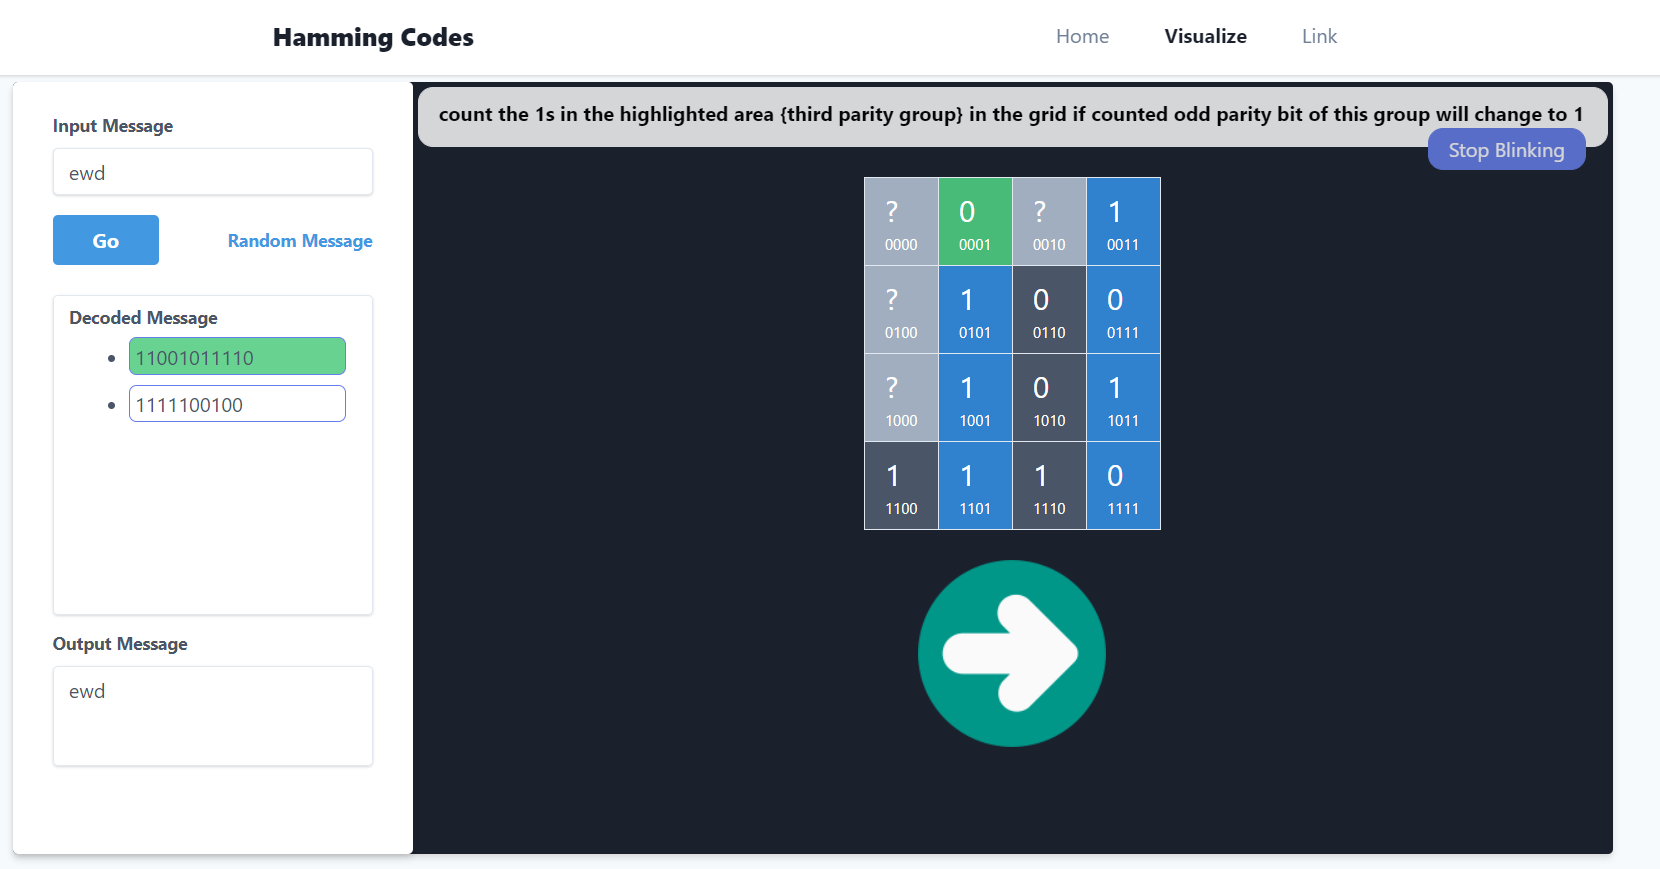 Hamming Codes
Home Visualize Link
Input Message
ewd
Go Random Message
Decoded Message
11001011110
1111100100
Output Message
ewd
count the 1s in the highlighted area {third parity group} in the grid if counted odd parity bit of this group will change to 1
Stop Blinking
? 0 ? 1
0000 0001 0010 0011
? 1 0 0
0100 0101 0110 0111
? 1 0 1
1000 1001 1010 1011
1 1 1 0
1100 1101 1110 1111